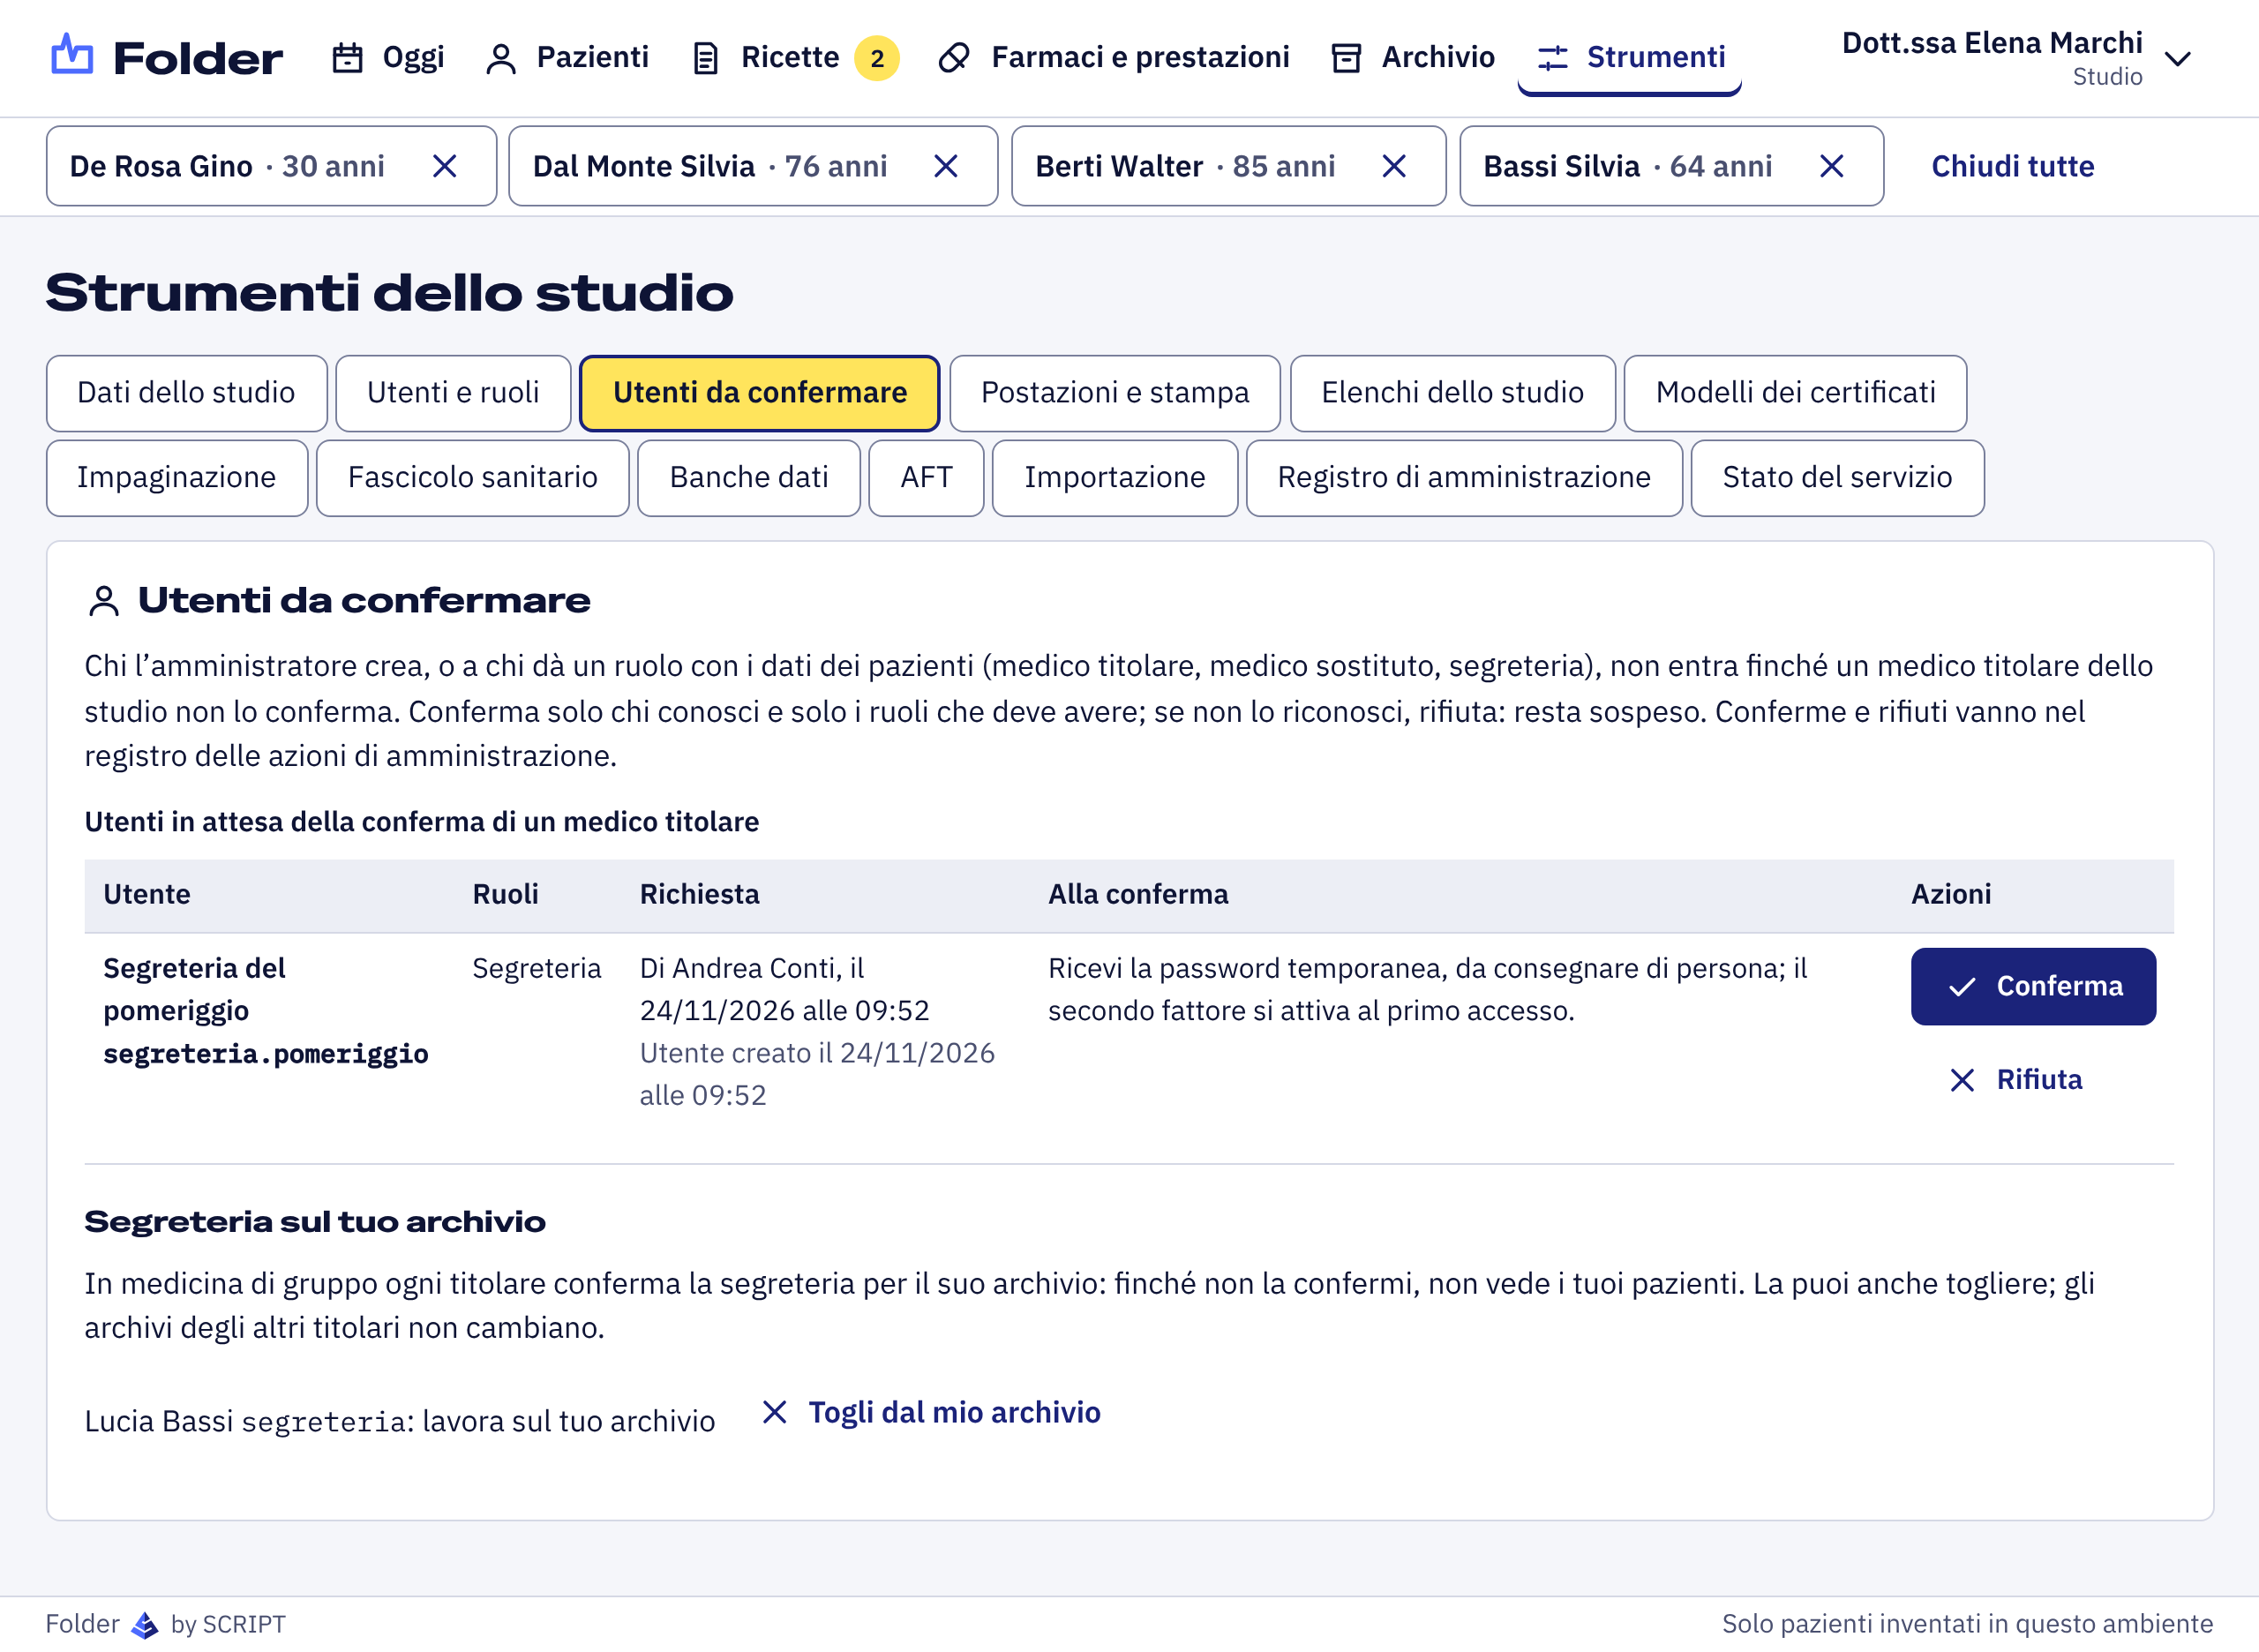 Folder Oggi Pazienti Ricette 2 Farmaci e prestazioni Archivio Strumenti Dott.ssa Elena Marchi
Studio
De Rosa Gino · 30 anni Dal Monte Silvia · 76 anni Berti Walter · 85 anni Bassi Silvia · 64 anni Chiudi tutte
Strumenti dello studio
Dati dello studio Utenti e ruoli Utenti da confermare Postazioni e stampa Elenchi dello studio Modelli dei certificati
Impaginazione Fascicolo sanitario Banche dati AFT Importazione Registro di amministrazione Stato del servizio
Utenti da confermare
Chi l’amministratore crea, o a chi dà un ruolo con i dati dei pazienti (medico titolare, medico sostituto, segreteria), non entra finché un medico titolare dello
studio non lo conferma. Conferma solo chi conosci e solo i ruoli che deve avere; se non lo riconosci, rifiuta: resta sospeso. Conferme e rifiuti vanno nel
registro delle azioni di amministrazione.
Utenti in attesa della conferma di un medico titolare
Utente Ruoli Richiesta Alla conferma Azioni
Segreteria del Segreteria Di Andrea Conti, il Ricevi la password temporanea, da consegnare di persona; il Conferma
pomeriggio 24/11/2026 alle 09:52 secondo fattore si attiva al primo accesso.
segreteria.pomeriggio Utente creato il 24/11/2026 Rifiuta
alle 09:52
Segreteria sul tuo archivio
In medicina di gruppo ogni titolare conferma la segreteria per il suo archivio: finché non la confermi, non vede i tuoi pazienti. La puoi anche togliere; gli
archivi degli altri titolari non cambiano.
Lucia Bassi segreteria: lavora sul tuo archivio Togli dal mio archivio
Folder by SCRIPT Solo pazienti inventati in questo ambiente